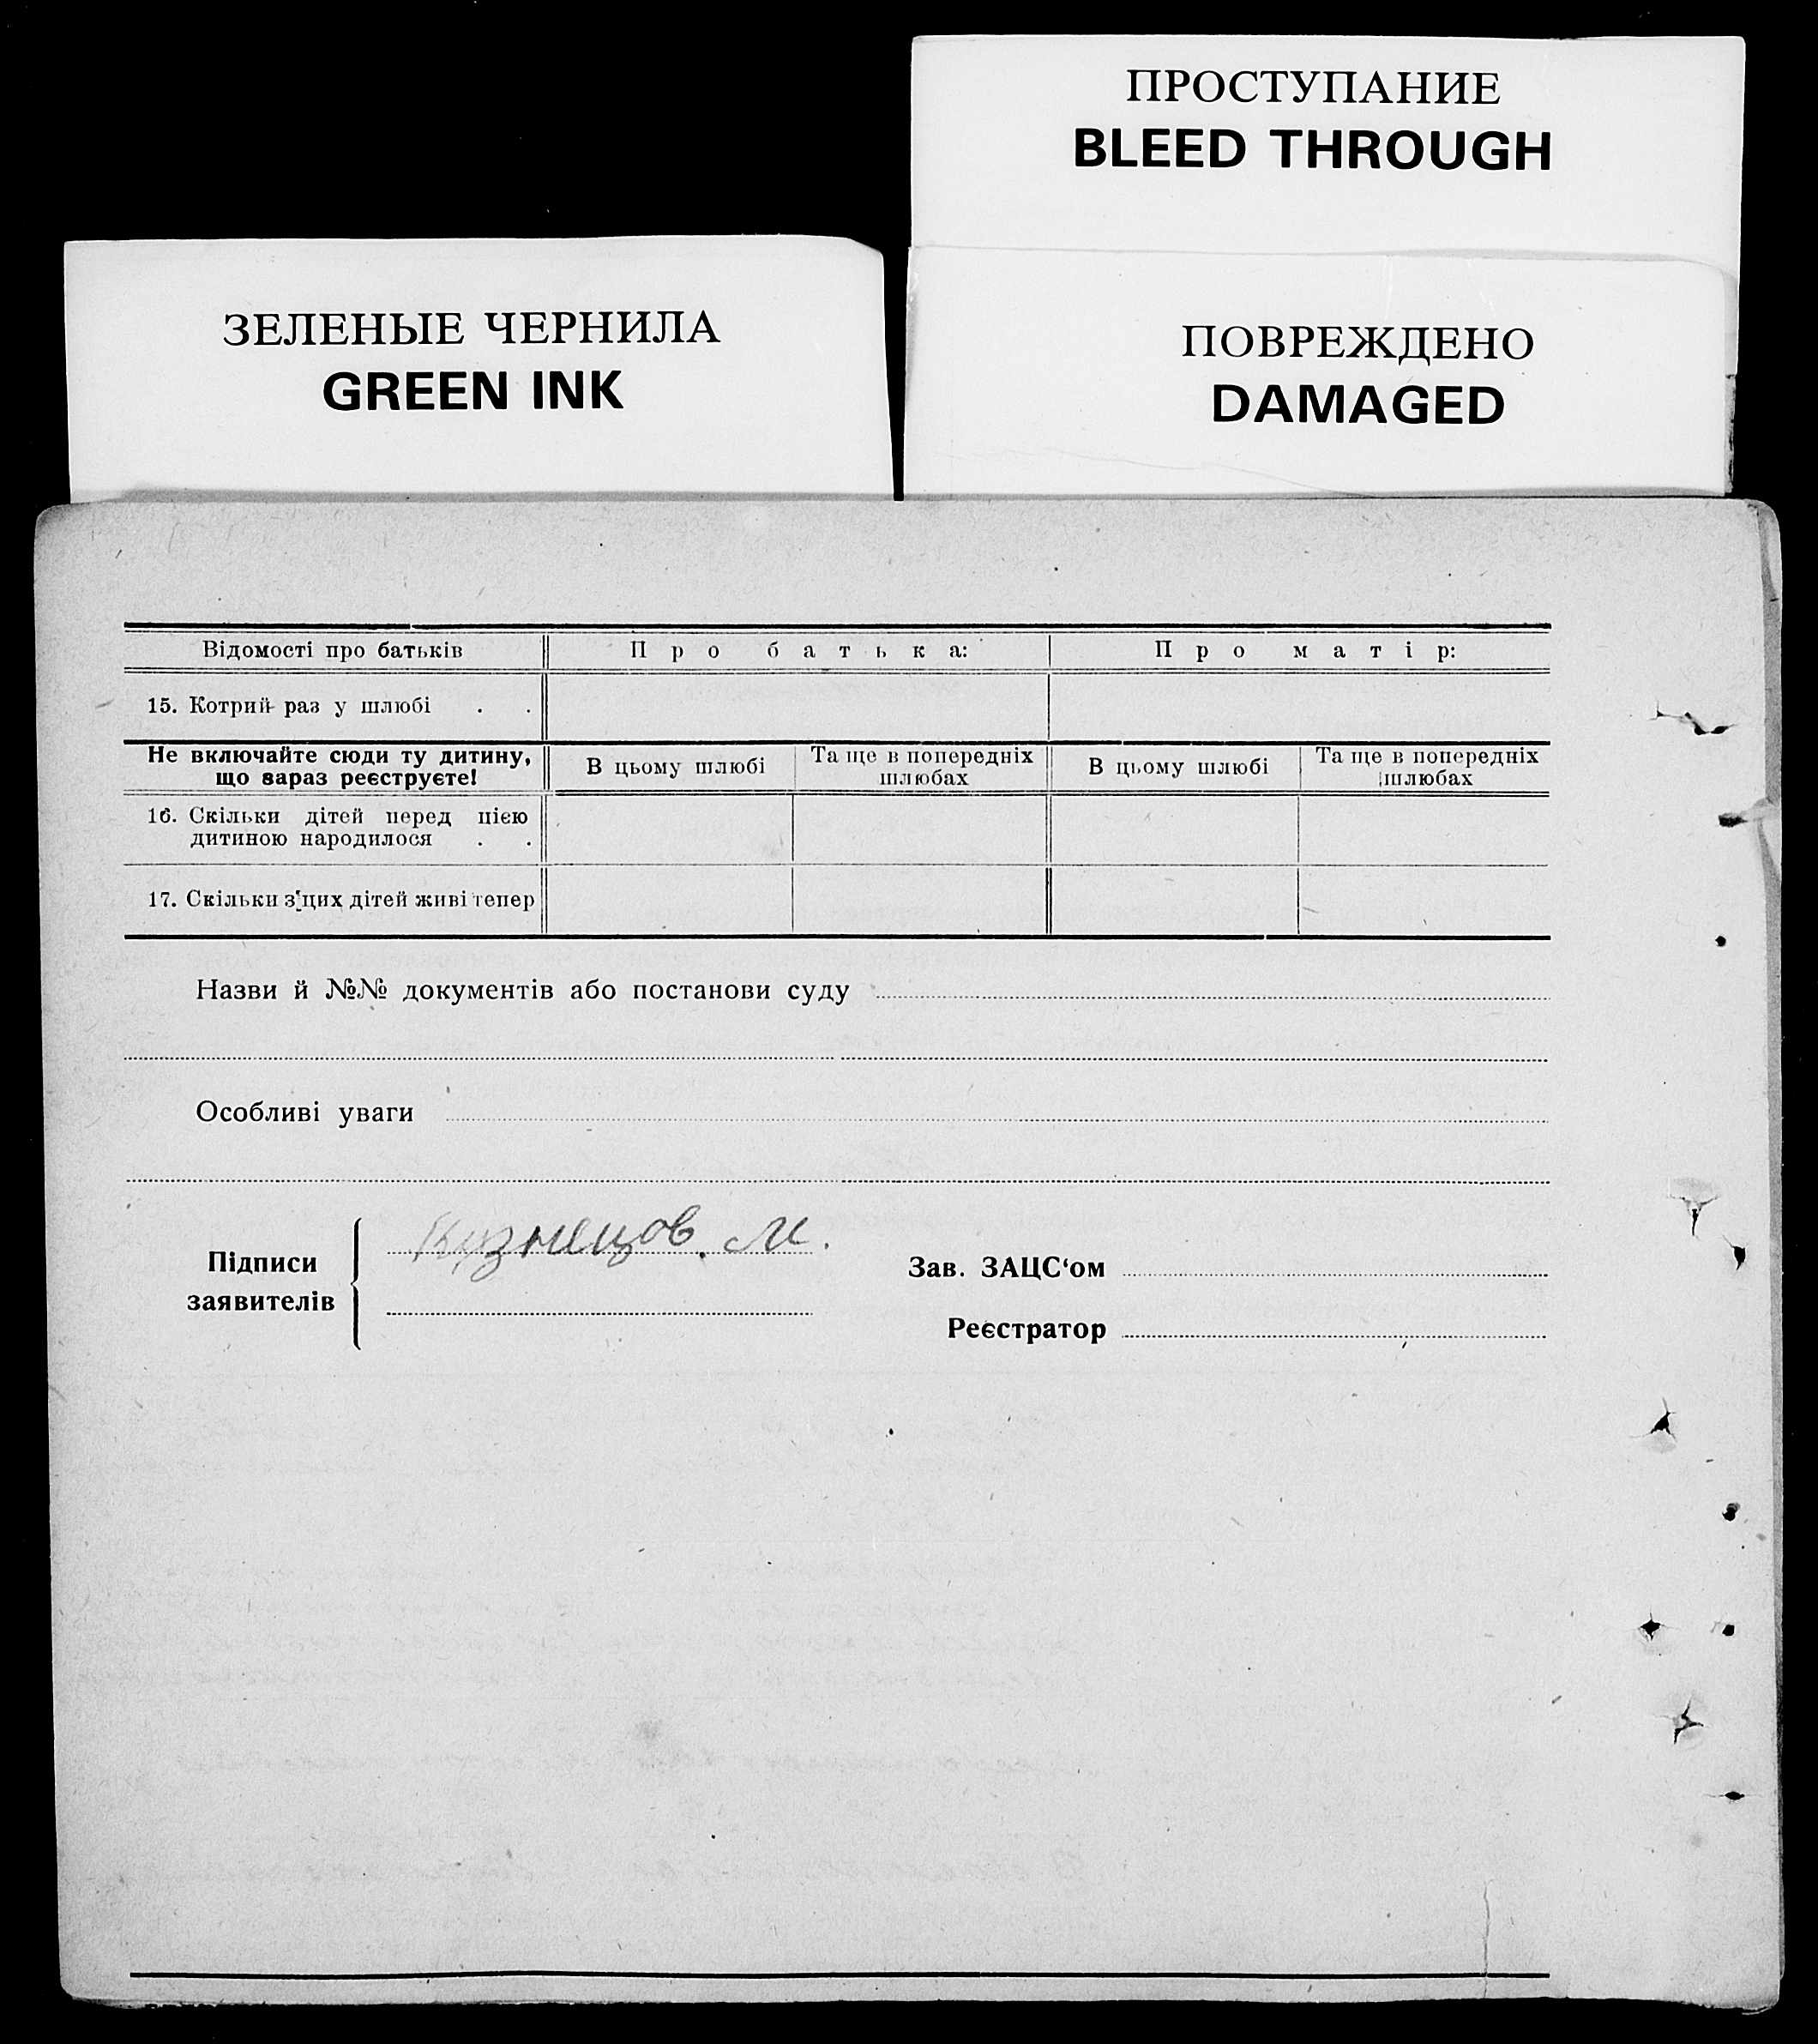 ПРОСТУПАНИЕ
BLEED THROUGH
ЗЕЛЕНЫЕ ЧЕРНИЛА
GREEN INK
ПОВРЕЖДЕНО
DAMAGED
Відомості про батьків Про батька: Про матір:
15. Котрий раз у шлюбі . .
Не включайте сюди ту дитину, що зараз реєструєте! В цьому шлюбі Та ще в попередніх шлюбах В цьому шлюбі Та ще в попередніх шлюбах
16. Скільки дітей перед цією
дитиною народилося . .
17. Скільки з цих дітей живі тепер
Назви й №№ документів або постанови суду
Особливі уваги
Кузнецов. М.
Підписи
заявителів
Зав. ЗАЦС‘ом
Реєстратор